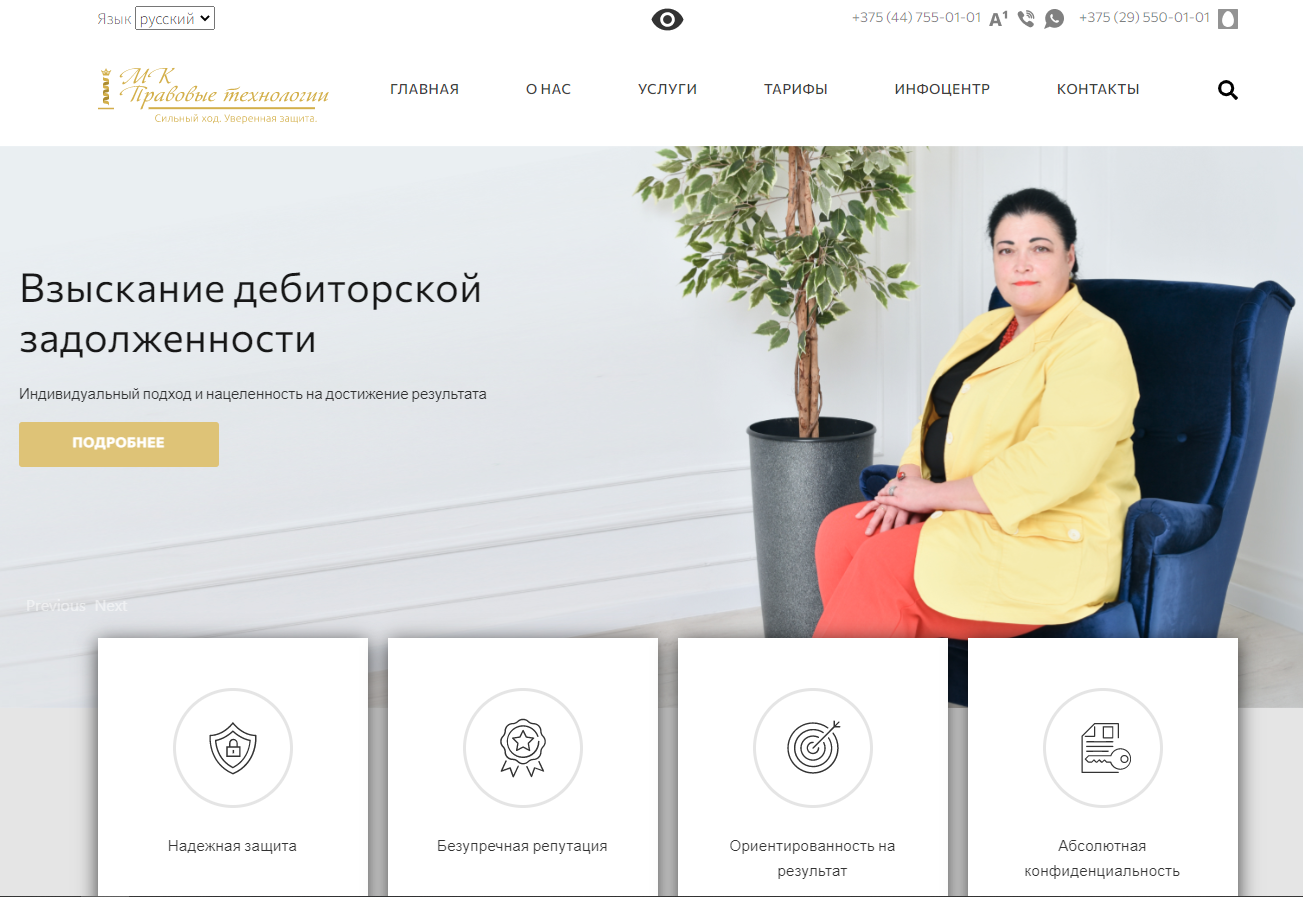 Язык русский
+375 (44) 755-01-01 A1 +375 (29) 550-01-01
МК
Правовые технологии
Сильный ход. Уверенная защита.
ГЛАВНАЯ О НАС УСЛУГИ ТАРИФЫ ИНФОЦЕНТР КОНТАКТЫ
Взыскание дебиторской
задолженности
Индивидуальный подход и нацеленность на достижение результата
ПОДРОБНЕЕ
Previous Next
Надежная защита
Безупречная репутация
Ориентированность на
результат
Абсолютная
конфиденциальность